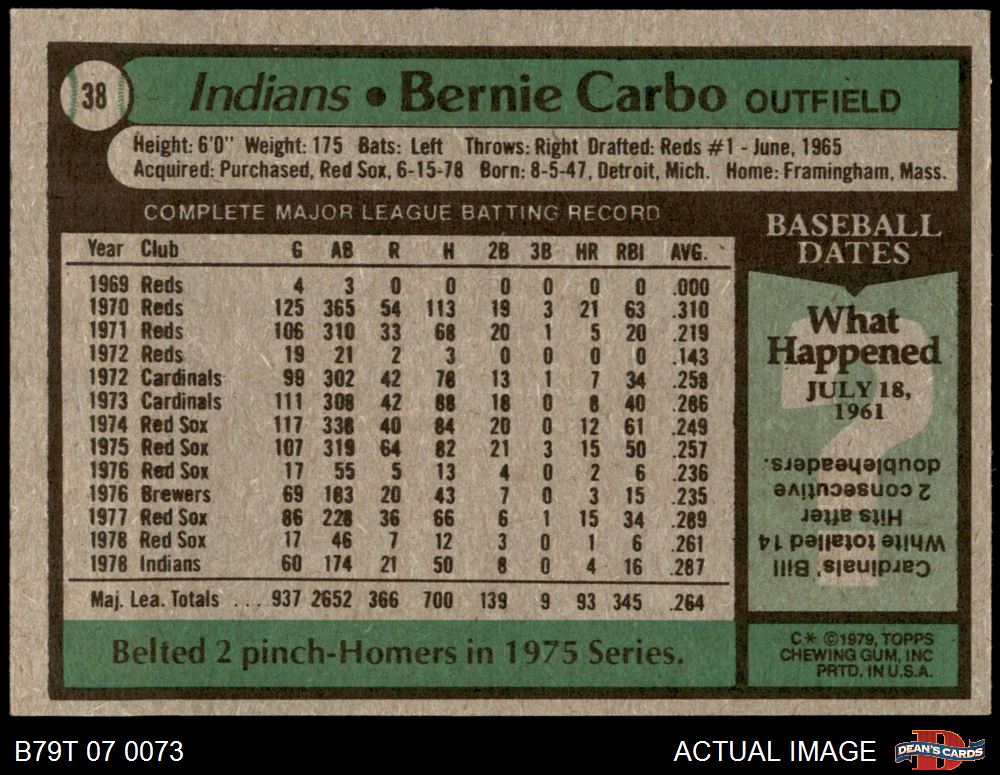 38
Indians • Bernie Carbo OUTFIELD
Height: 6'0" Weight: 175 Bats: Left Throws: Right Drafted: Reds #1 - June, 1965
Acquired: Purchased, Red Sox, 6-15-78 Born: 8-5-47, Detroit, Mich. Home: Framingham, Mass.
COMPLETE MAJOR LEAGUE BATTING RECORD
Year Club G AB R H 2B 3B HR RBI AVG.
1969 Reds 4 3 0 0 0 0 0 0 .000
1970 Reds 125 365 54 113 19 3 21 63 .310
1971 Reds 106 310 33 68 20 1 5 20 .219
1972 Reds 19 21 2 3 0 0 0 0 .143
1972 Cardinals 99 302 42 78 13 1 7 34 .258
1973 Cardinals 111 308 42 88 18 0 8 40 .286
1974 Red Sox 117 338 40 84 20 0 12 61 .249
1975 Red Sox 107 319 64 82 21 3 15 50 .257
1976 Red Sox 17 55 5 13 4 0 2 6 .236
1976 Brewers 69 183 20 43 7 0 3 15 .235
1977 Red Sox 86 228 36 66 6 1 15 34 .289
1978 Red Sox 17 46 7 12 3 0 1 6 .261
1978 Indians 60 174 21 50 8 0 4 16 .287
Maj. Lea. Totals ... 937 2652 366 700 139 9 93 345 .264
Belted 2 pinch-Homers in 1975 Series.
BASEBALL
DATES
What
Happened
JULY 18,
1961
Cardinals', Bill
White totalled 14
Hits after
2 consecutive
doubleheaders.
C* ©1979, TOPPS
CHEWING GUM, INC
PRTD. IN U.S.A.
B79T 07 0073
ACTUAL IMAGE
DEAN'S CARDS